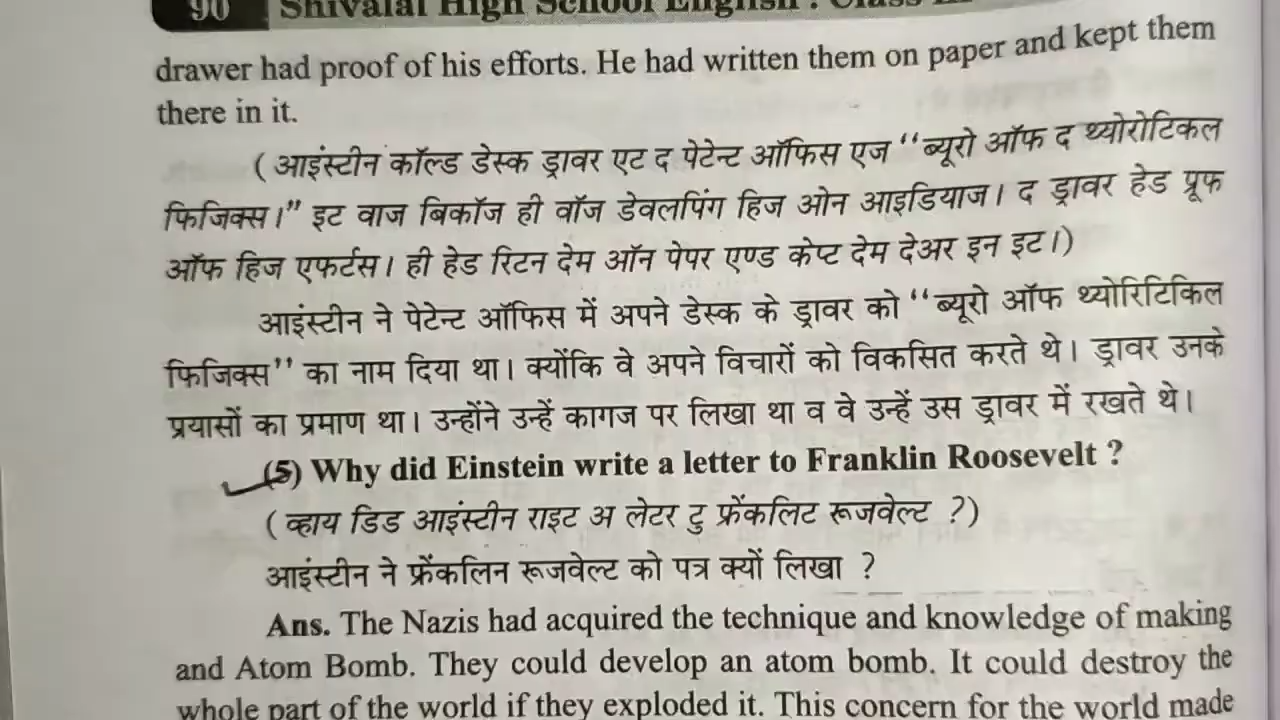 90 Shivalal High School English : Class
drawer had proof of his efforts. He had written them on paper and kept them
there in it.
( आइंस्टीन कॉल्ड डेस्क ड्रावर एट द पेटेन्ट ऑफिस एज “ब्यूरो ऑफ द थ्योरोटिकल
फिजिक्स।” इट वाज बिकॉज ही वॉज डेवलपिंग हिज ओन आइडियाज। द ड्रावर हेड प्रूफ
ऑफ हिज एफर्टस। ही हेड रिटन देम ऑन पेपर एण्ड केप्ट देम देअर इन इट।)
आइंस्टीन ने पेटेन्ट ऑफिस में अपने डेस्क के ड्रावर को “ब्यूरो ऑफ थ्योरिटिकिल
फिजिक्स” का नाम दिया था। क्योंकि वे अपने विचारों को विकसित करते थे। ड्रावर उनके
प्रयासों का प्रमाण था। उन्होंने उन्हें कागज पर लिखा था व वे उन्हें उस ड्रावर में रखते थे।
(5) Why did Einstein write a letter to Franklin Roosevelt ?
( व्हाय डिड आइंस्टीन राइट अ लेटर टु फ्रेंकलिट रूजवेल्ट ?)
आइंस्टीन ने फ्रेंकलिन रूजवेल्ट को पत्र क्यों लिखा ?
Ans. The Nazis had acquired the technique and knowledge of making
and Atom Bomb. They could develop an atom bomb. It could destroy the
whole part of the world if they exploded it. This concern for the world made